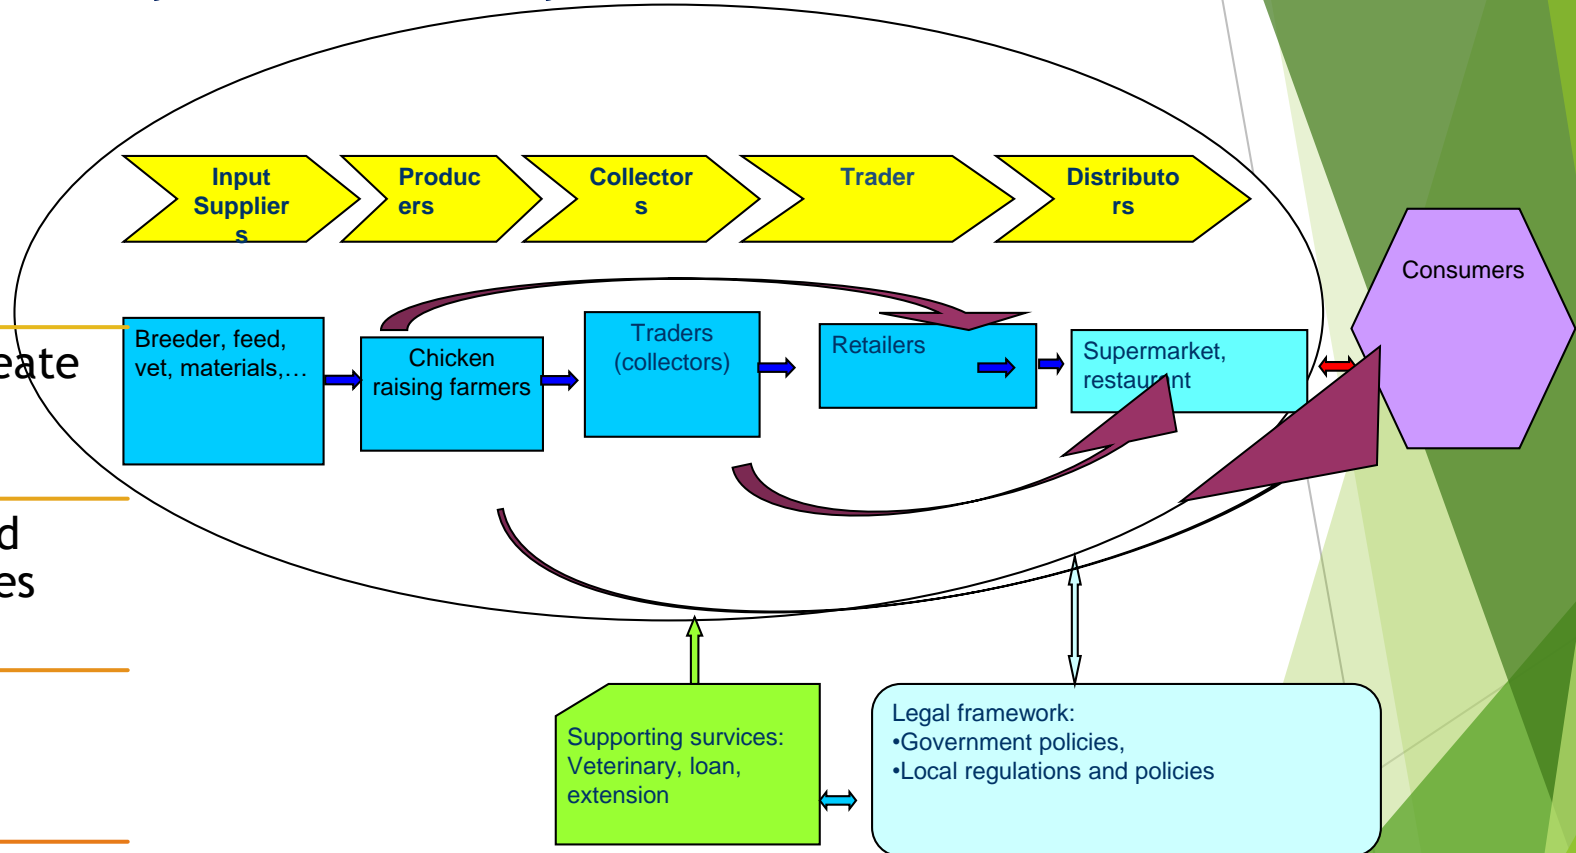 Input
Supplier
s
Produc
ers
Collector
s
Trader
Distributo
rs
Consumers
Breeder, feed,
vet, materials,…
Chicken
raising farmers
Traders
(collectors)
Retailers
Supermarket,
restaurant
eate
d
es
Supporting survices:
Veterinary, loan,
extension
Legal framework:
•Government policies,
•Local regulations and policies